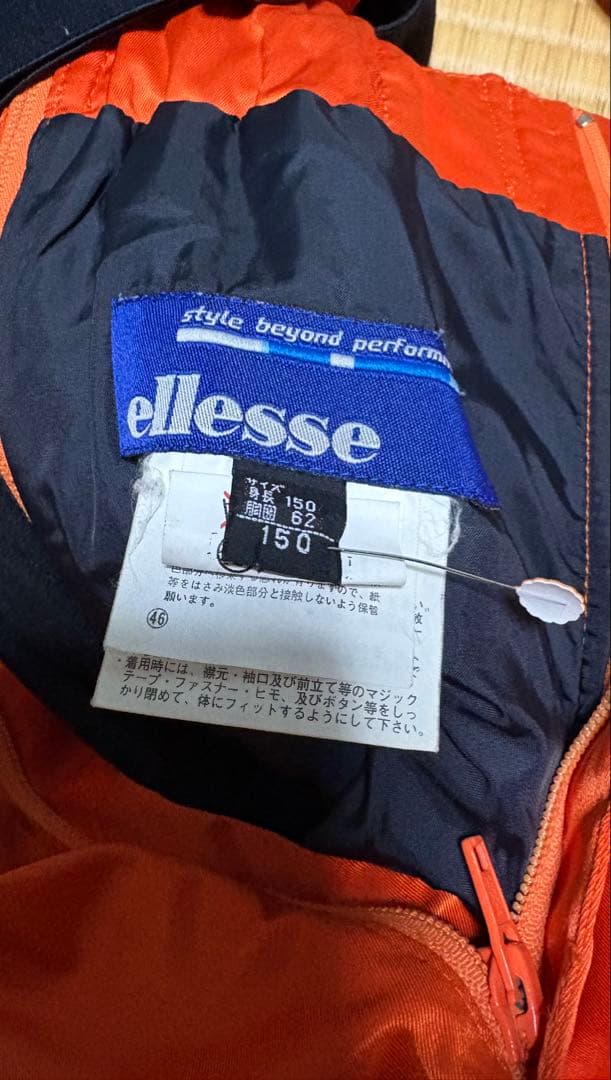 style beyond perform
ellesse
サイズ
身長 150
胸囲 62
150
等をはさみ淡色部分と接触しないよう保管
願います。
㊻
・着用時には、襟元・袖口及び前立て等のマジック
テープ・ファスナー・ヒモ、及びボタン等をしっ
かり閉めて、体にフィットするようにして下さい。